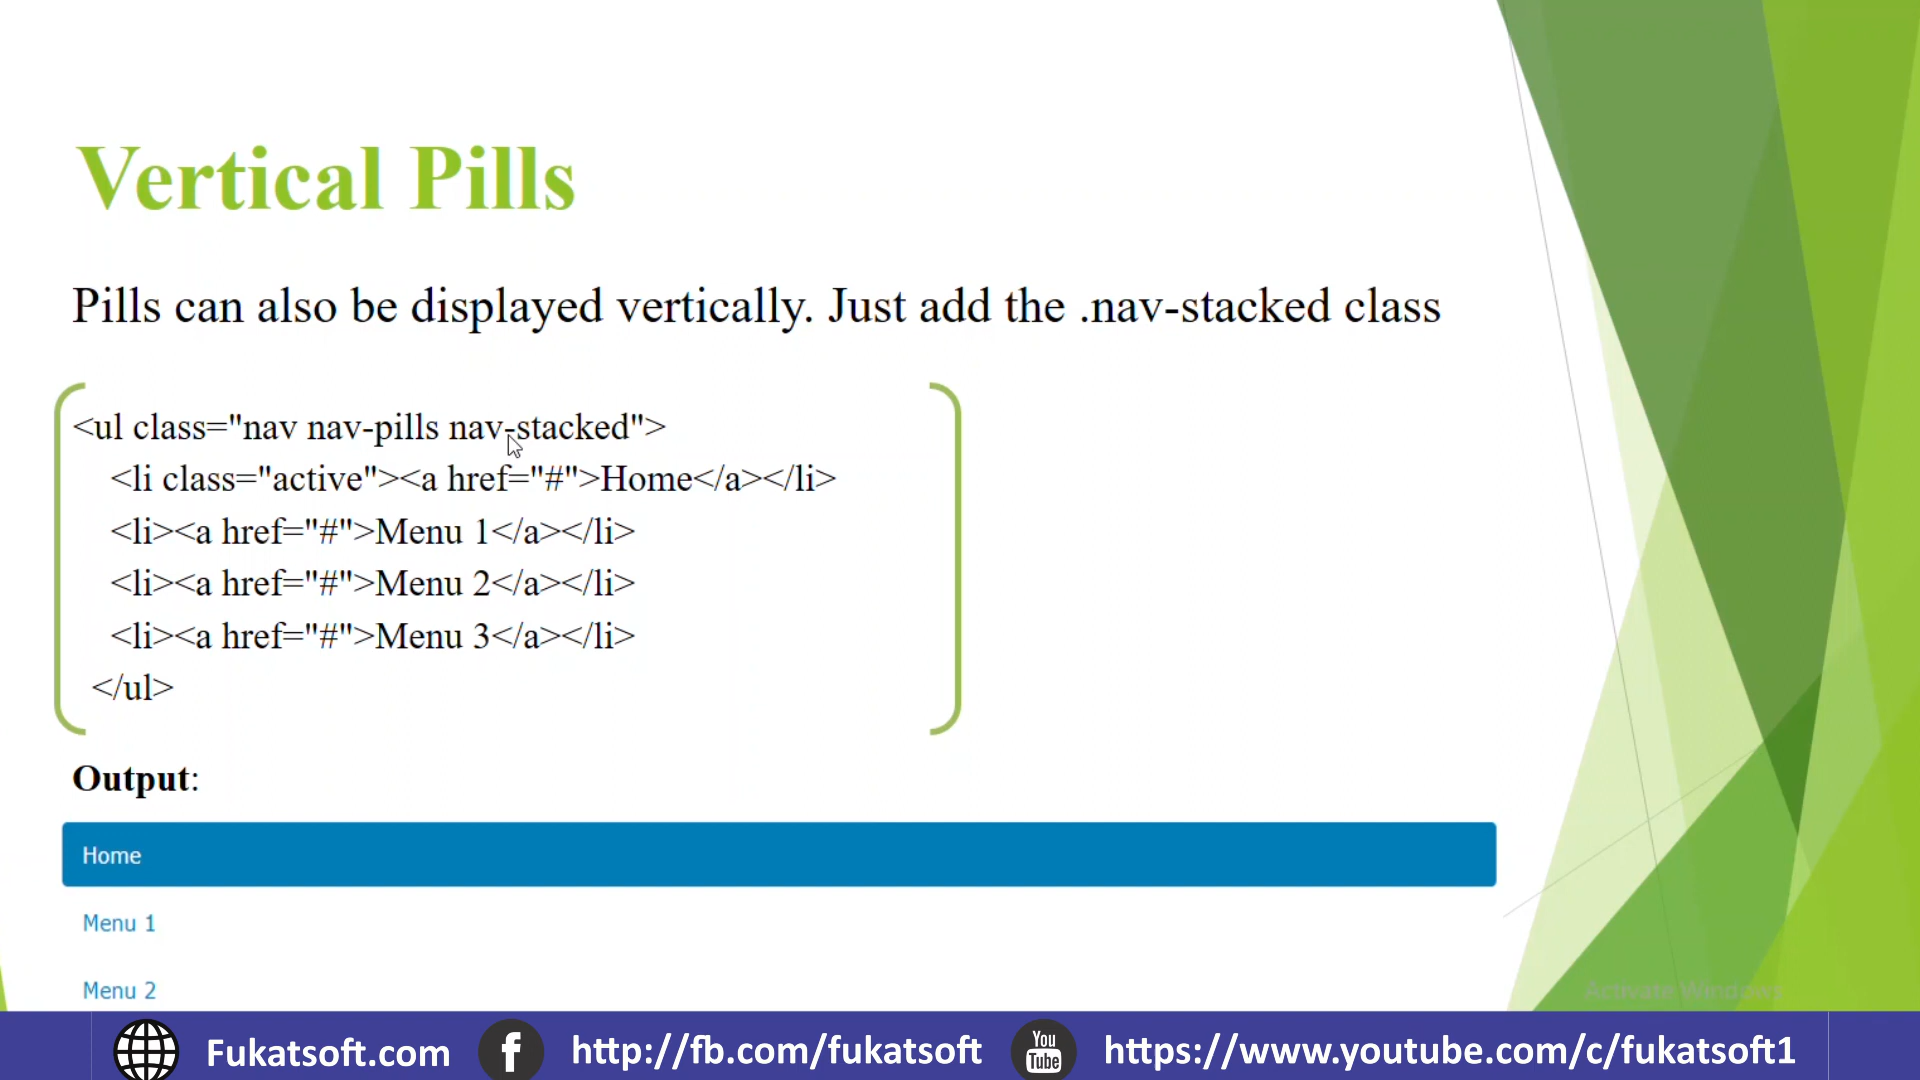 Vertical Pills
Pills can also be displayed vertically. Just add the .nav-stacked class
<ul class="nav nav-pills nav-stacked">
<li class="active"><a href="#">Home</a></li>
<li><a href="#">Menu 1</a></li>
<li><a href="#">Menu 2</a></li>
<li><a href="#">Menu 3</a></li>
</ul>
Output:
Home
Menu 1
Menu 2
Activate Windows
Fukatsoft.com
f
http://fb.com/fukatsoft
You
Tube
https://www.youtube.com/c/fukatsoft1